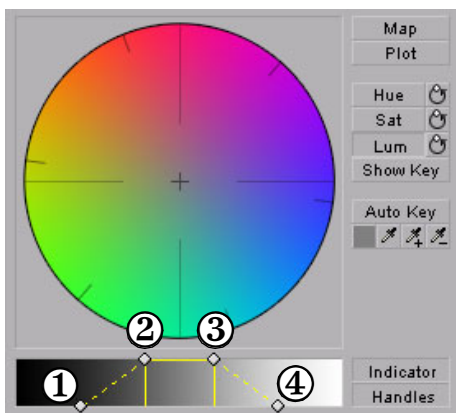 Map
Plot
Hue
Sat
Lum
Show Key
Auto Key
② ③
① ④
Indicator
Handles